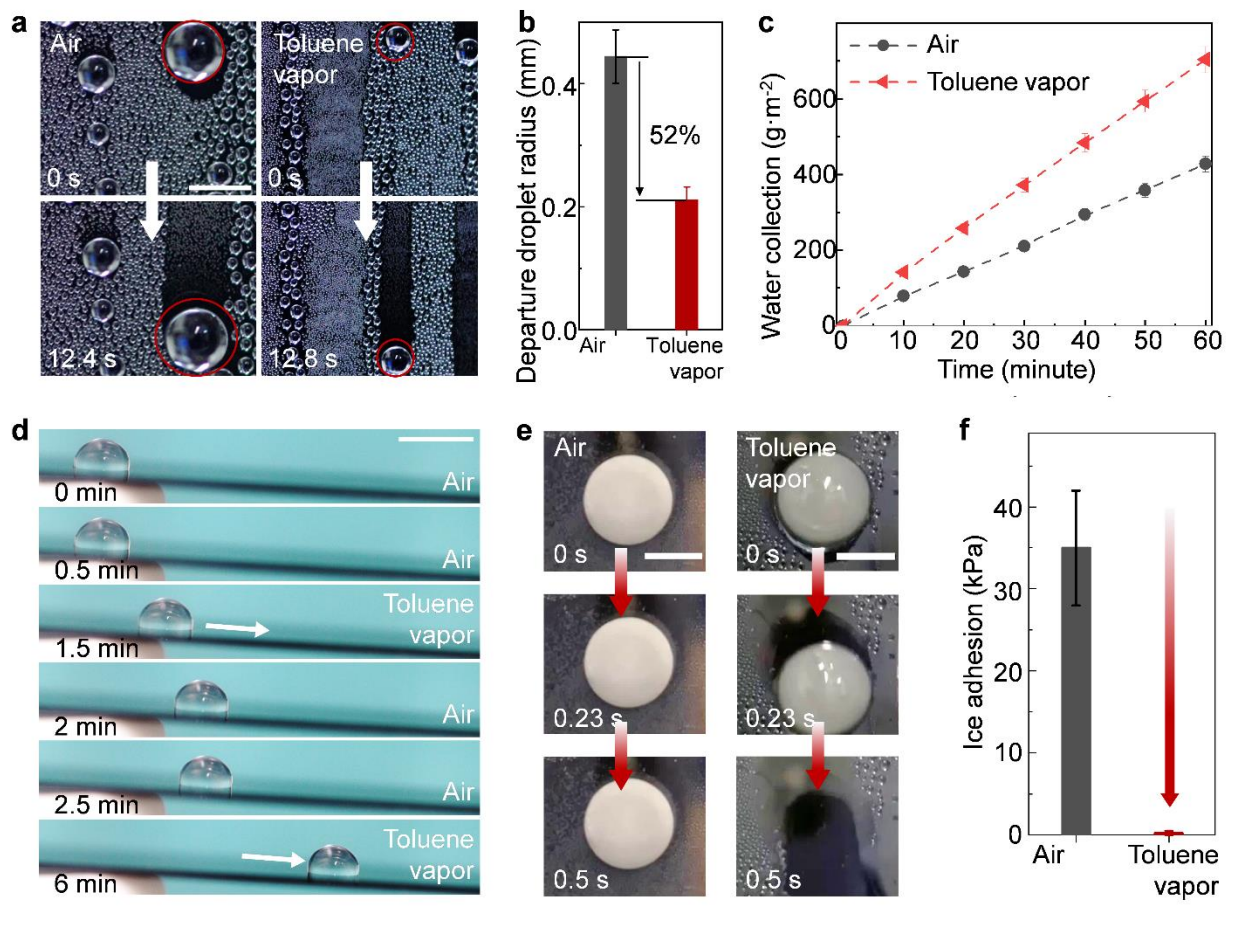 a
Air
0 s
12.4 s
Toluene
vapor
0 s
12.8 s
b
Departure droplet radius (mm)
0.4
0.2
0.0
52%
Air
Toluene
vapor
c
Water collection (g·m⁻²)
600
400
200
0
Air
Toluene vapor
0 10 20 30 40 50 60
Time (minute)
d
0 min
Air
0.5 min
Air
1.5 min
Toluene
vapor
2 min
Air
2.5 min
Air
6 min
Toluene
vapor
e
Air
0 s
0.23 s
0.5 s
Toluene
vapor
0 s
0.23 s
0.5 s
f
Ice adhesion (kPa)
40
30
20
10
0
Air
Toluene
vapor